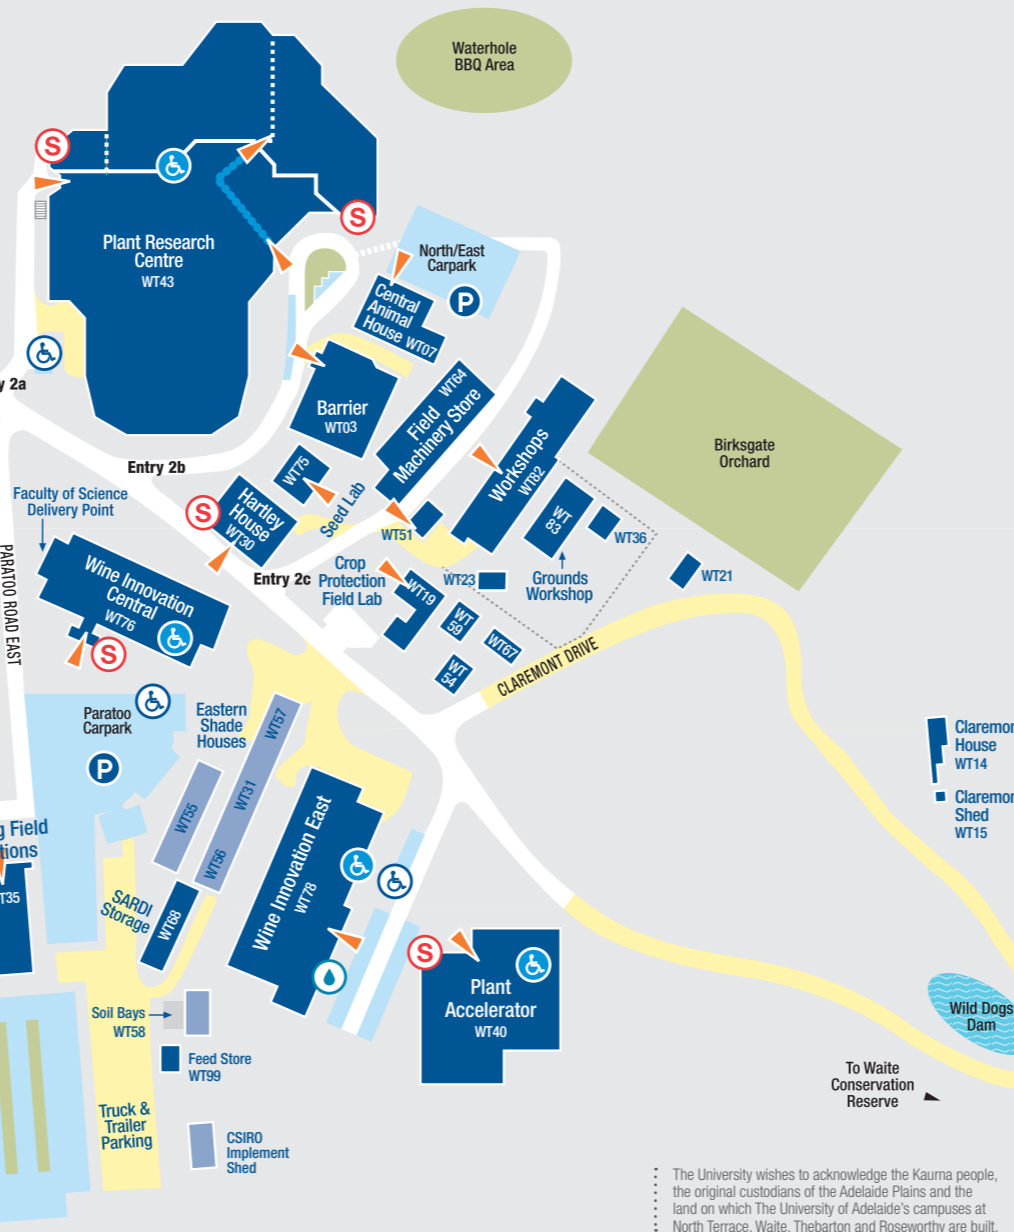 Waterhole
BBQ Area
S
S
Plant Research
Centre
WT43
North/East
Carpark
P
Central
Animal
House WT07
y 2a
Barrier
WT03
WT64
Field
Machinery Store
Workshops
WT82
Birksgate
Orchard
Entry 2b
WT75
Seed Lab
Faculty of Science
Delivery Point
S
Hartley
House
WT30
WT51
WT
83
WT36
PARATOO ROAD EAST
Wine Innovation
Central
WT76
S
Entry 2c
Crop
Protection
Field Lab
WT19
WT23
Grounds
Workshop
WT21
WT
59
WT67
WT
54
CLAREMONT DRIVE
Paratoo
Carpark
P
Eastern
Shade
Houses
WT57
WT31
WT56
WT55
Claremon
House
WT14
Claremon
Shed
WT15
g Field
tions
T35
Wine Innovation East
WT78
SARDI
Storage
WT68
S
Plant
Accelerator
WT40
Soil Bays
WT58
Feed Store
WT99
Wild Dogs
Dam
Truck &
Trailer
Parking
CSIRO
Implement
Shed
To Waite
Conservation
Reserve
The University wishes to acknowledge the Kaurna people,
the original custodians of the Adelaide Plains and the
land on which The University of Adelaide's campuses at
North Terrace, Waite, Thebarton and Roseworthy are built.